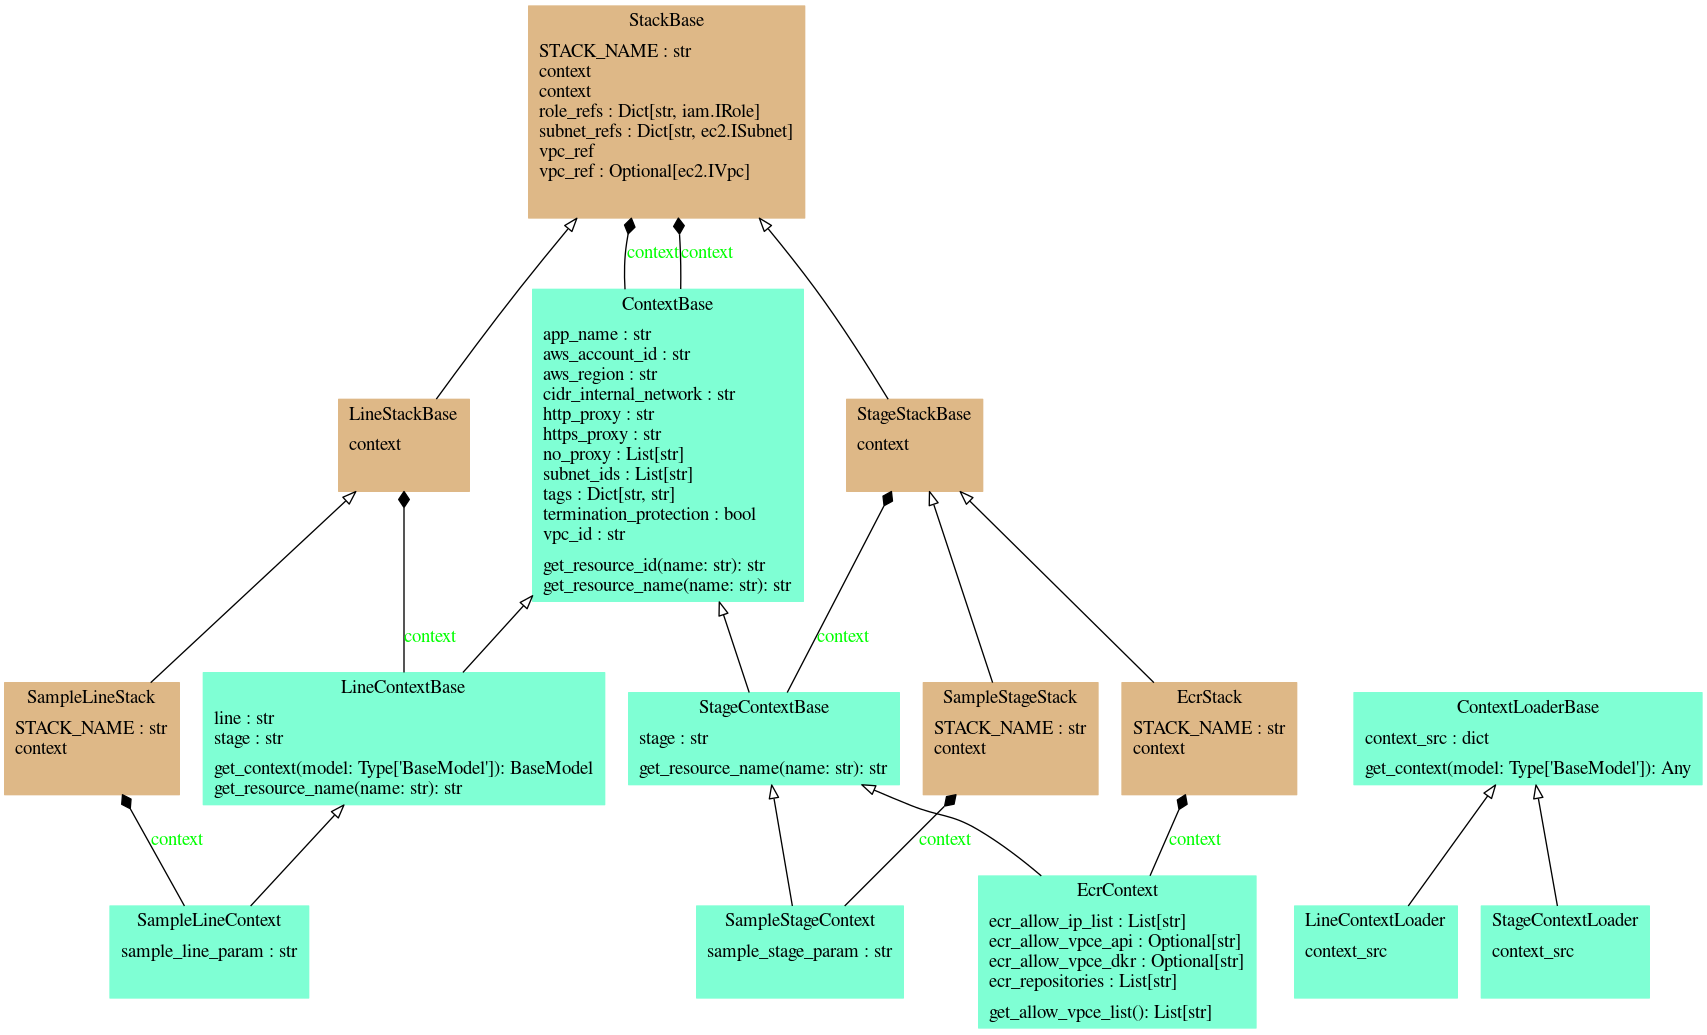 StackBase
STACK_NAME : str
context
context
role_refs : Dict[str, iam.IRole]
subnet_refs : Dict[str, ec2.ISubnet]
vpc_ref
vpc_ref : Optional[ec2.IVpc]
context
context
ContextBase
app_name : str
aws_account_id : str
aws_region : str
cidr_internal_network : str
http_proxy : str
https_proxy : str
no_proxy : List[str]
subnet_ids : List[str]
tags : Dict[str, str]
termination_protection : bool
vpc_id : str
get_resource_id(name: str): str
get_resource_name(name: str): str
LineStackBase
context
StageStackBase
context
context
context
SampleLineStack
STACK_NAME : str
context
LineContextBase
line : str
stage : str
get_context(model: Type['BaseModel']): BaseModel
get_resource_name(name: str): str
StageContextBase
stage : str
get_resource_name(name: str): str
SampleStageStack
STACK_NAME : str
context
EcrStack
STACK_NAME : str
context
ContextLoaderBase
context_src : dict
get_context(model: Type['BaseModel']): Any
context
context
context
SampleLineContext
sample_line_param : str
SampleStageContext
sample_stage_param : str
EcrContext
ecr_allow_ip_list : List[str]
ecr_allow_vpce_api : Optional[str]
ecr_allow_vpce_dkr : Optional[str]
ecr_repositories : List[str]
get_allow_vpce_list(): List[str]
LineContextLoader
context_src
StageContextLoader
context_src